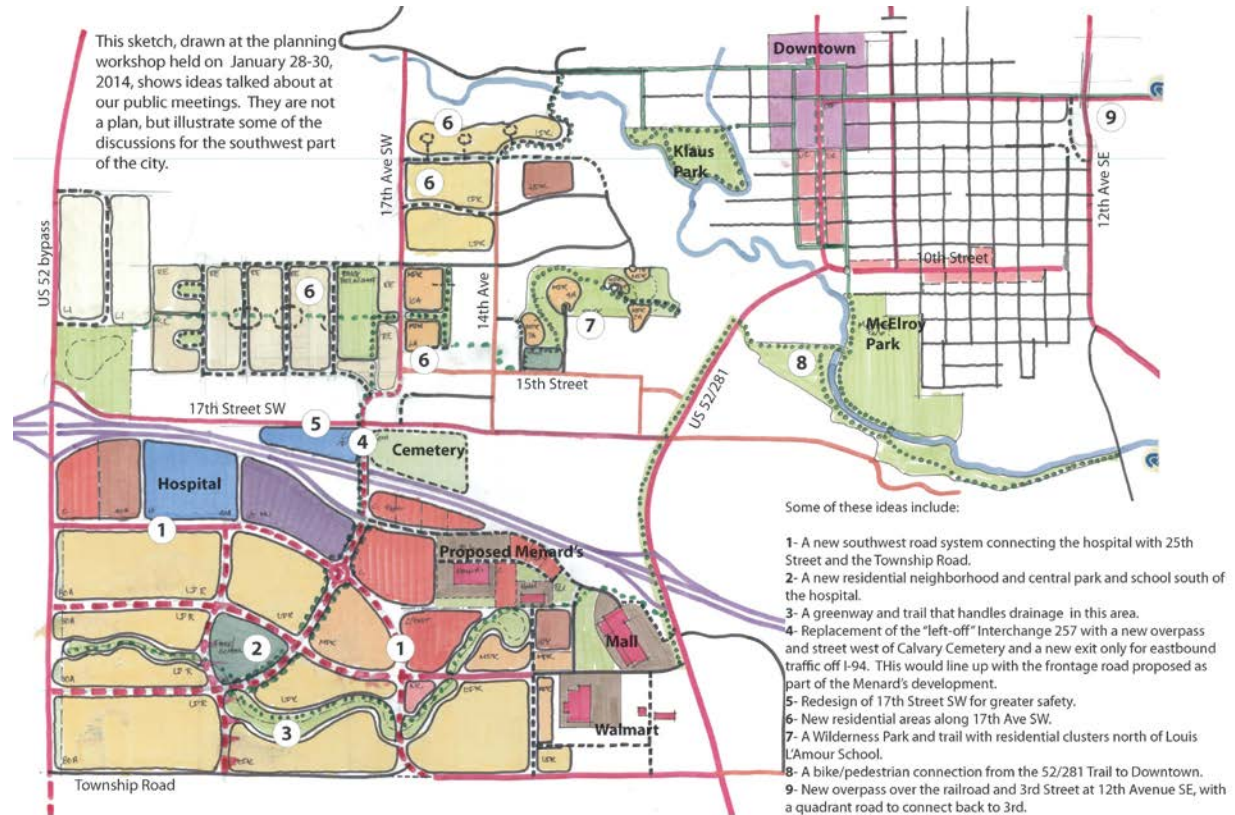 This sketch, drawn at the planning
workshop held on January 28-30,
2014, shows ideas talked about at
our public meetings. They are not
a plan, but illustrate some of the
discussions for the southwest part
of the city.
Downtown
9
6
Klaus
Park
17th Ave SW
6
LDR
LDR
12th Ave SE
US 52 bypass
10th Street
6
14th Ave
MDR
7
McElroy
Park
LI
LI
6
15th Street
8
US 52/281
17th Street SW
5
4
Cemetery
Hospital
1
Proposed Menard's
LDR
LDR
LDR
MDR
2
1
Mall
LDR
LDR
LDR
3
Walmart
Township Road
Some of these ideas include:
1- A new southwest road system connecting the hospital with 25th
Street and the Township Road.
2- A new residential neighborhood and central park and school south of
the hospital.
3- A greenway and trail that handles drainage in this area.
4- Replacement of the "left-off" Interchange 257 with a new overpass
and street west of Calvary Cemetery and a new exit only for eastbound
traffic off I-94. THis would line up with the frontage road proposed as
part of the Menard's development.
5- Redesign of 17th Street SW for greater safety.
6- New residential areas along 17th Ave SW.
7- A Wilderness Park and trail with residential clusters north of Louis
L'Amour School.
8- A bike/pedestrian connection from the 52/281 Trail to Downtown.
9- New overpass over the railroad and 3rd Street at 12th Avenue SE, with
a quadrant road to connect back to 3rd.